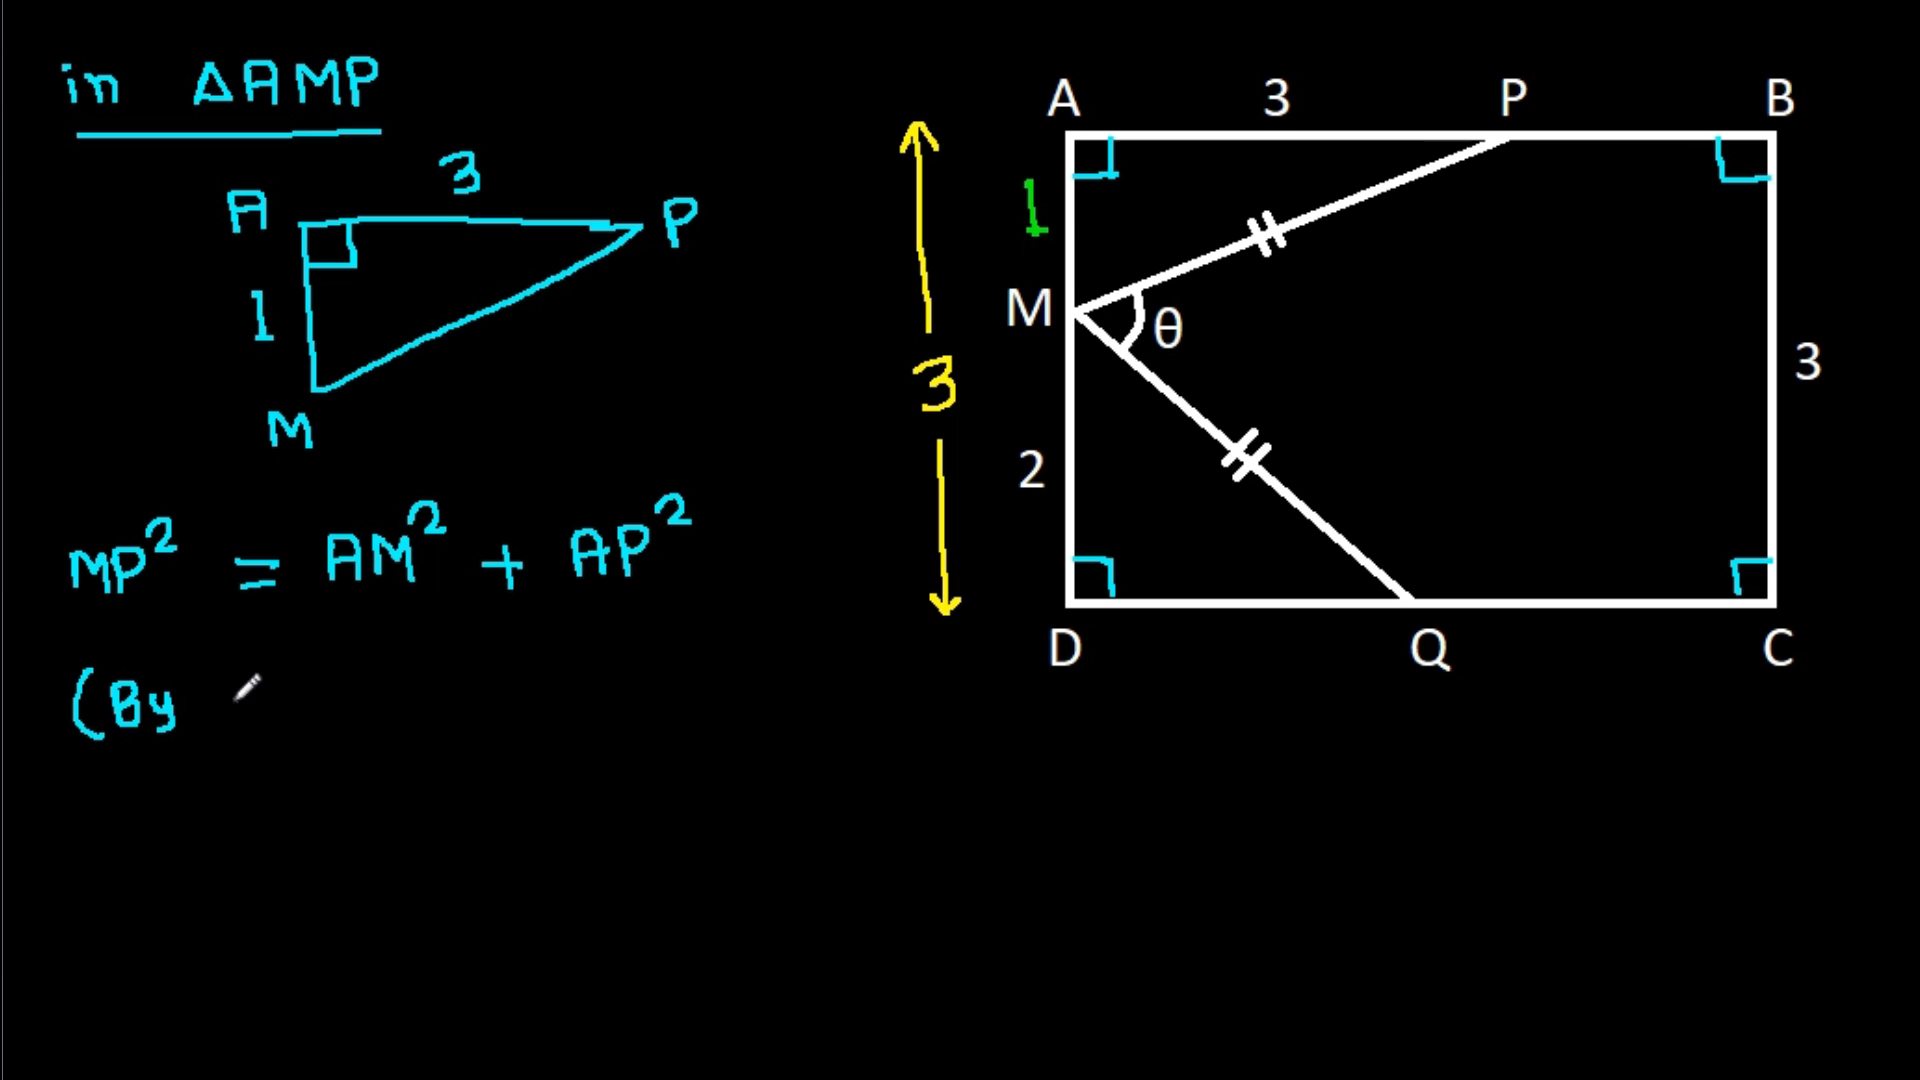 in ΔAMP
3
A
P
1
M
MP² = AM² + AP²
(By
A 3 P B
1
M
θ
3
3
2
D Q C